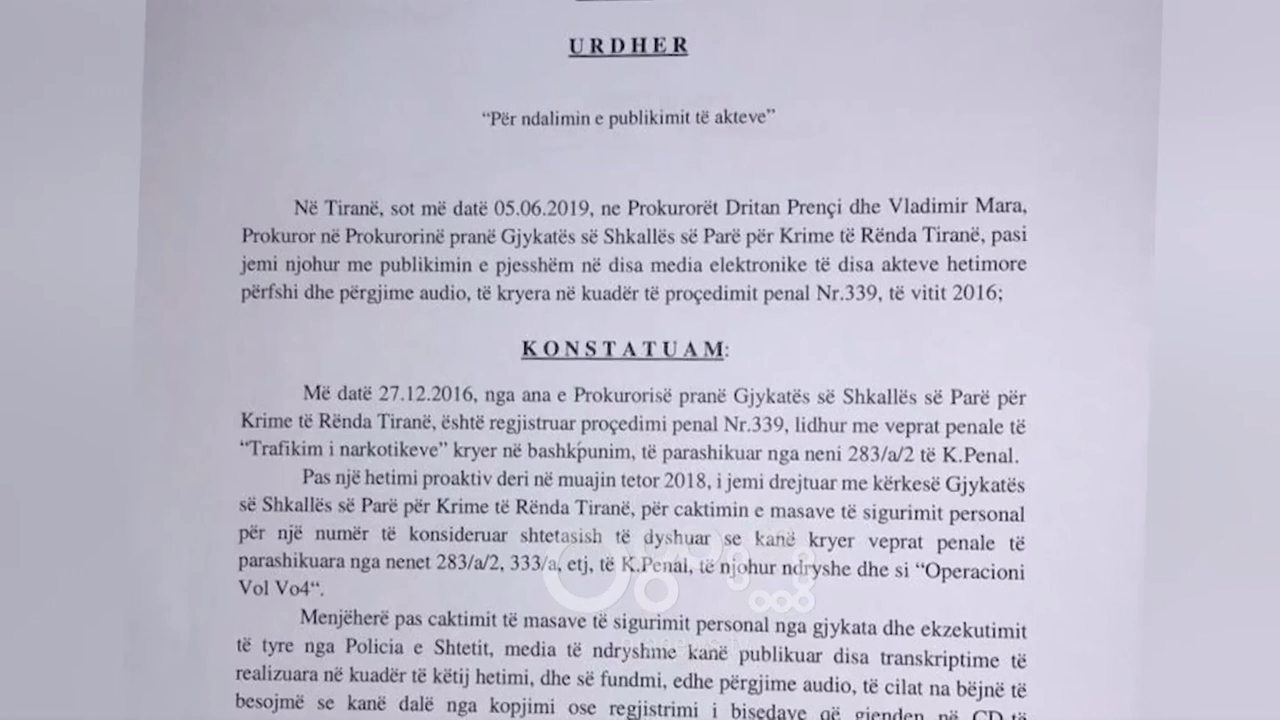 URDHER
“Për ndalimin e publikimit të akteve”
Në Tiranë, sot më datë 05.06.2019, ne Prokurorët Dritan Prençi dhe Vladimir Mara,
Prokuror në Prokurorinë pranë Gjykatës së Shkallës së Parë për Krime të Rënda Tiranë, pasi
jemi njohur me publikimin e pjesshëm në disa media elektronike të disa akteve hetimore
përfshi dhe përgjime audio, të kryera në kuadër të proçedimit penal Nr.339, të vitit 2016;
KONSTATUAM:
Më datë 27.12.2016, nga ana e Prokurorisë pranë Gjykatës së Shkallës së Parë për
Krime të Rënda Tiranë, është regjistruar proçedimi penal Nr.339, lidhur me veprat penale të
“Trafikim i narkotikeve” kryer në bashkpunim, të parashikuar nga neni 283/a/2 të K.Penal.
Pas një hetimi proaktiv deri në muajin tetor 2018, i jemi drejtuar me kërkesë Gjykatës
së Shkallës së Parë për Krime të Rënda Tiranë, për caktimin e masave të sigurimit personal
për një numër të konsideruar shtetasish të dyshuar se kanë kryer veprat penale të
parashikuara nga nenet 283/a/2, 333/a, etj, të K.Penal, të njohur ndryshe dhe si “Operacioni
Vol Vo4“.
Menjëherë pas caktimit të masave të sigurimit personal nga gjykata dhe ekzekutimit
të tyre nga Policia e Shtetit, media të ndryshme kanë publikuar disa transkriptime të
realizuara në kuadër të këtij hetimi, dhe së fundmi, edhe përgjime audio, të cilat na bëjnë të
besojmë se kanë dalë nga kopjimi ose regjistrimi i bisedave që gjenden në CD të